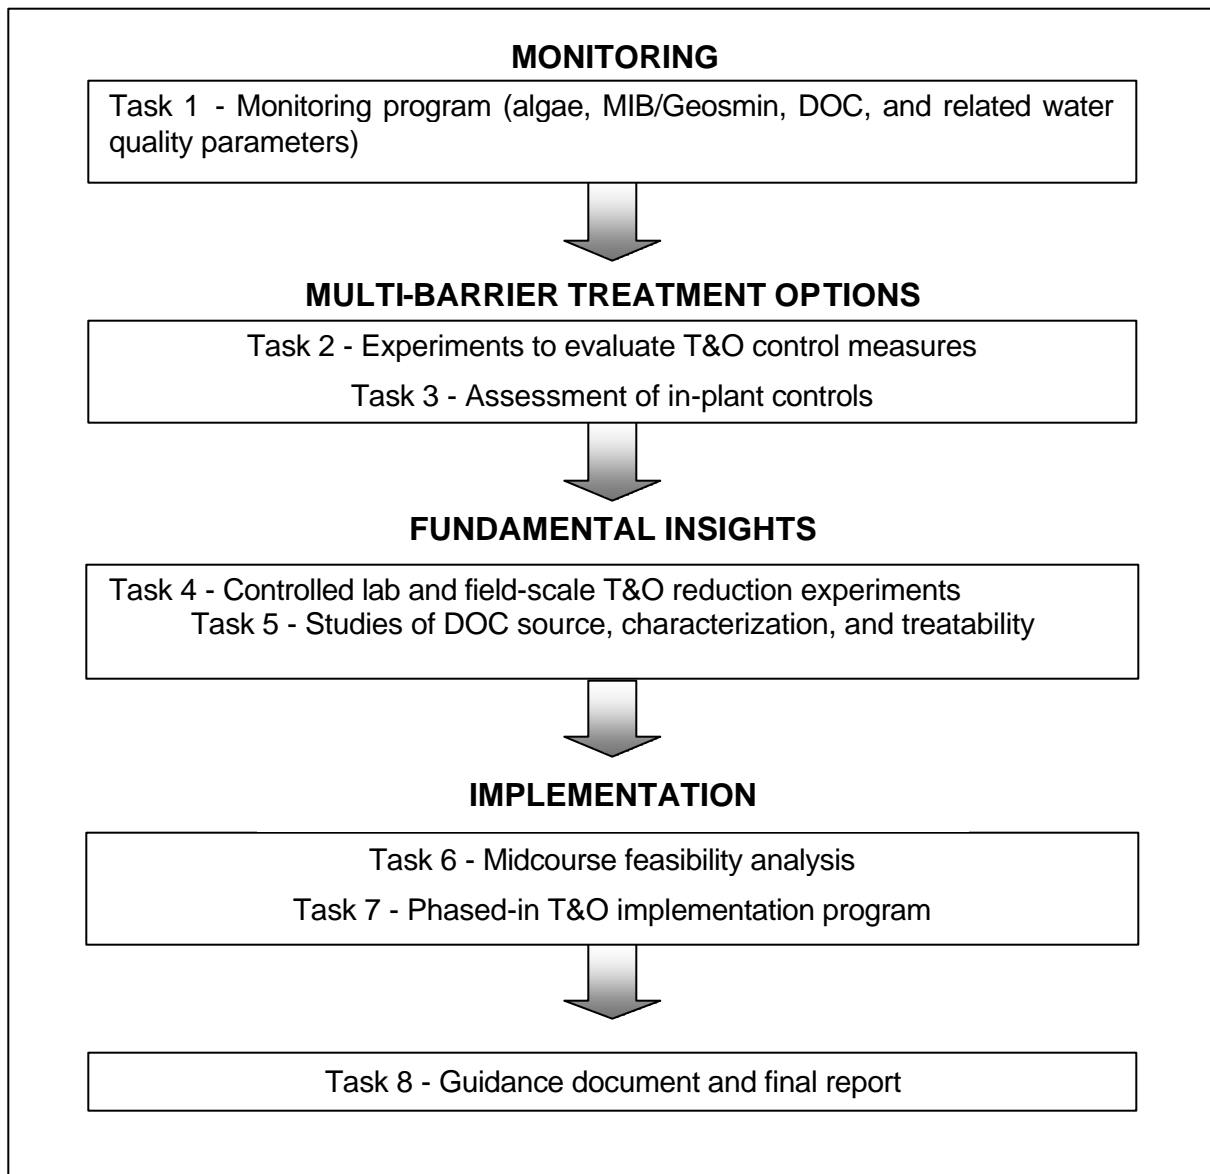 MONITORING
Task 1 - Monitoring program (algae, MIB/Geosmin, DOC, and related water
quality parameters)
MULTI-BARRIER TREATMENT OPTIONS
Task 2 - Experiments to evaluate T&O control measures
Task 3 - Assessment of in-plant controls
FUNDAMENTAL INSIGHTS
Task 4 - Controlled lab and field-scale T&O reduction experiments
Task 5 - Studies of DOC source, characterization, and treatability
IMPLEMENTATION
Task 6 - Midcourse feasibility analysis
Task 7 - Phased-in T&O implementation program
Task 8 - Guidance document and final report